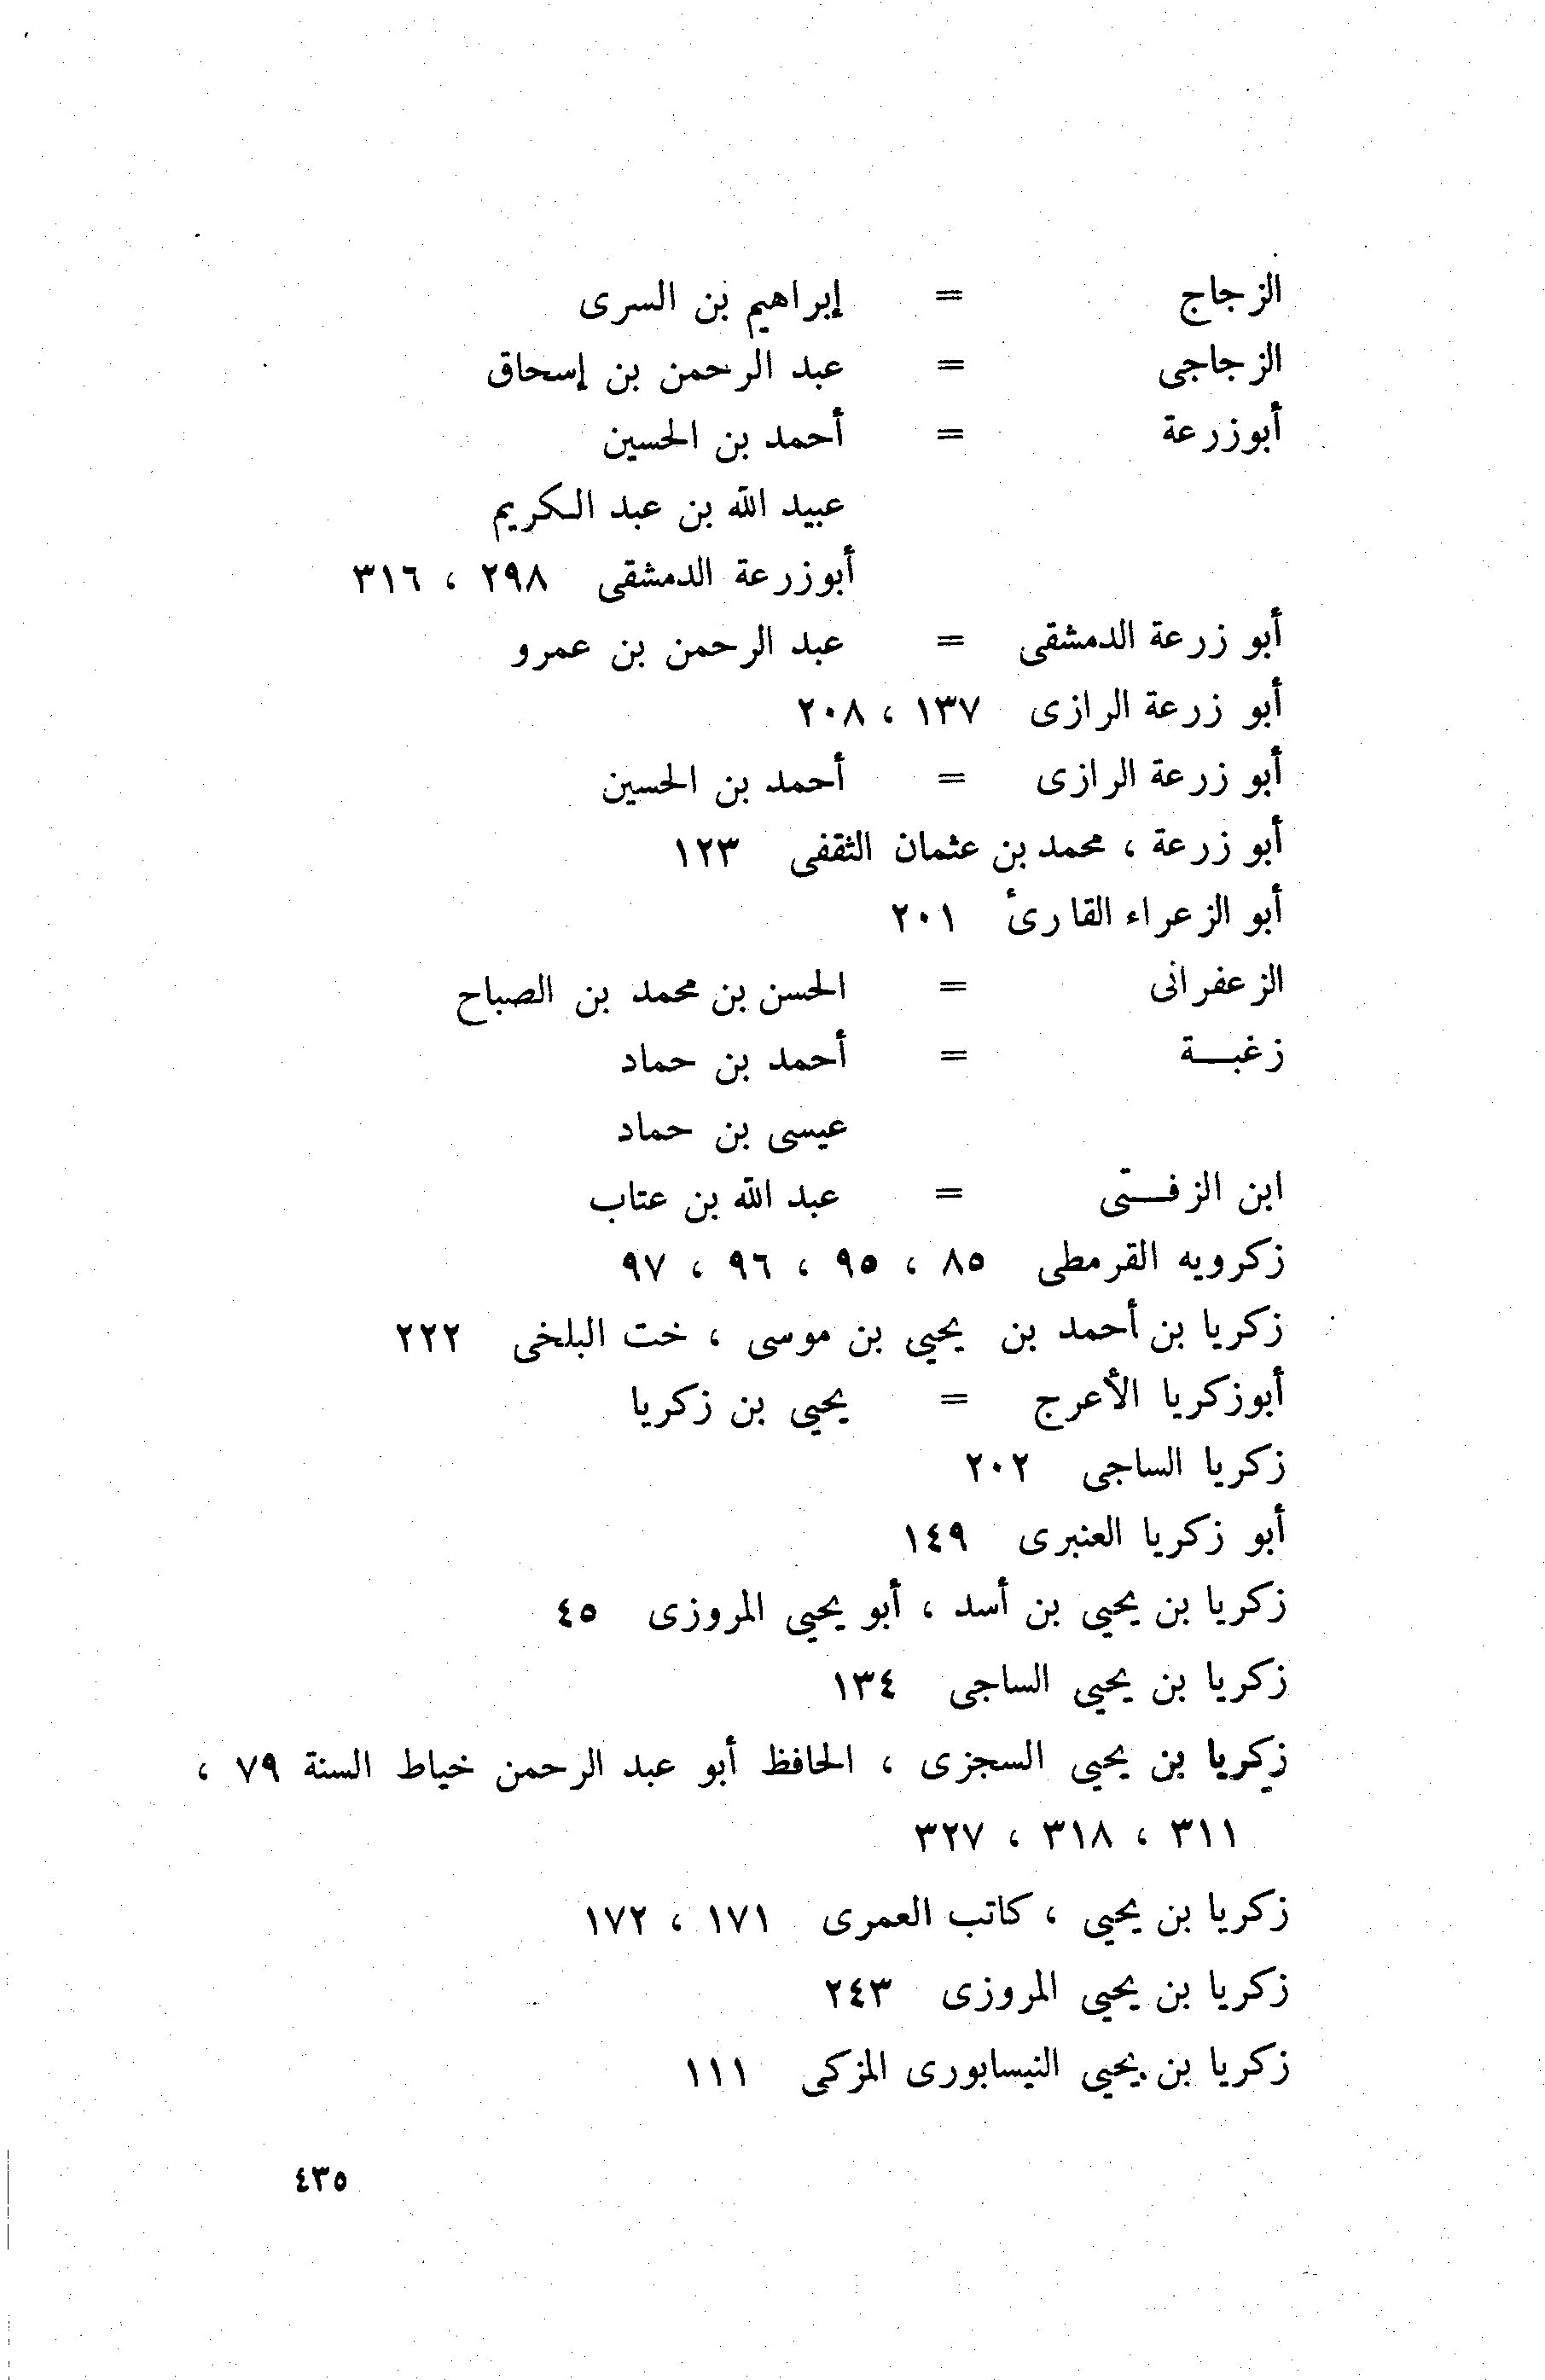 الزجاج = إبراهيم بن السرى
الزجاجى = عبد الرحمن بن إسحاق
أبوزرعة = أحمد بن الحسين
عبيد الله بن عبد الكريم
أبوزرعة الدمشقى ٢٩٨ ، ٣١٦
أبو زرعة الدمشقى = عبد الرحمن بن عمرو
أبو زرعة الرازى ١٣٧ ، ٢٠٨
أبو زرعة الرازى = أحمد بن الحسين
أبو زرعة ، محمد بن عثمان الثقفى ١٢٣
أبو الزعراء القارئ ٢٠١
الزعفرانى = الحسن بن محمد بن الصباح
زغبـــة = أحمد بن حماد
عيسى بن حماد
ابن الزفـــتى = عبد الله بن عتاب
زكرويه القرمطى ٨٥ ، ٩٥ ، ٩٦ ، ٩٧
زكريا بن أحمد بن يحيى بن موسى ، خت البلخى ٢٢٢
أبوزكريا الأعرج = يحيى بن زكريا
زكريا الساجى ٢٠٢
أبو زكريا العنبرى ١٤٩
زكريا بن يحيى بن أسد ، أبو يحيى المروزى ٤٥
زكريا بن يحيى الساجى ١٣٤
زكريا بن يحيى السجزى ، الحافظ أبو عبد الرحمن خياط السنة ٧٩ ،
٣١١ ، ٣١٨ ، ٣٢٧
زكريا بن يحيى ، كاتب العمرى ١٧١ ، ١٧٢
زكريا بن يحيى المروزى ٢٤٣
زكريا بن يحيى النيسابورى المزكى ١١١
٤٣٥